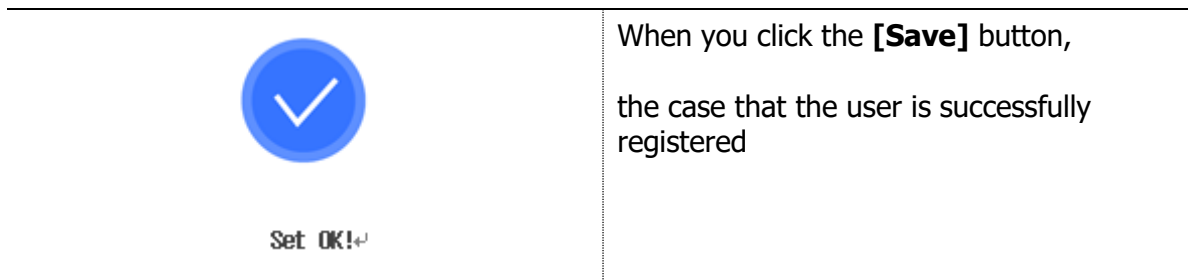 When you click the [Save] button,
the case that the user is successfully
registered
Set OK!↵